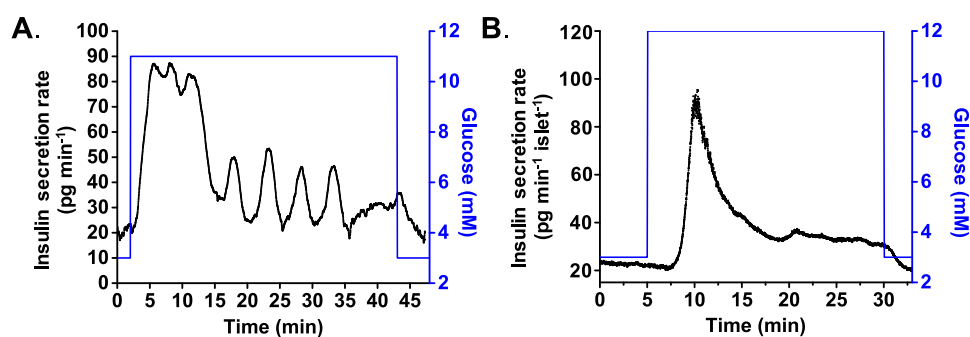 A.
Insulin secretion rate
(pg min-1)
100
90
80
70
60
50
40
30
20
10
0
0 5 10 15 20 25 30 35 40 45
Time (min)
12
10
8
6
4
2
Glucose (mM)
B.
Insulin secretion rate
(pg min-1 islet-1)
120
100
80
60
40
20
0 5 10 15 20 25 30
Time (min)
12
10
8
6
4
2
Glucose (mM)